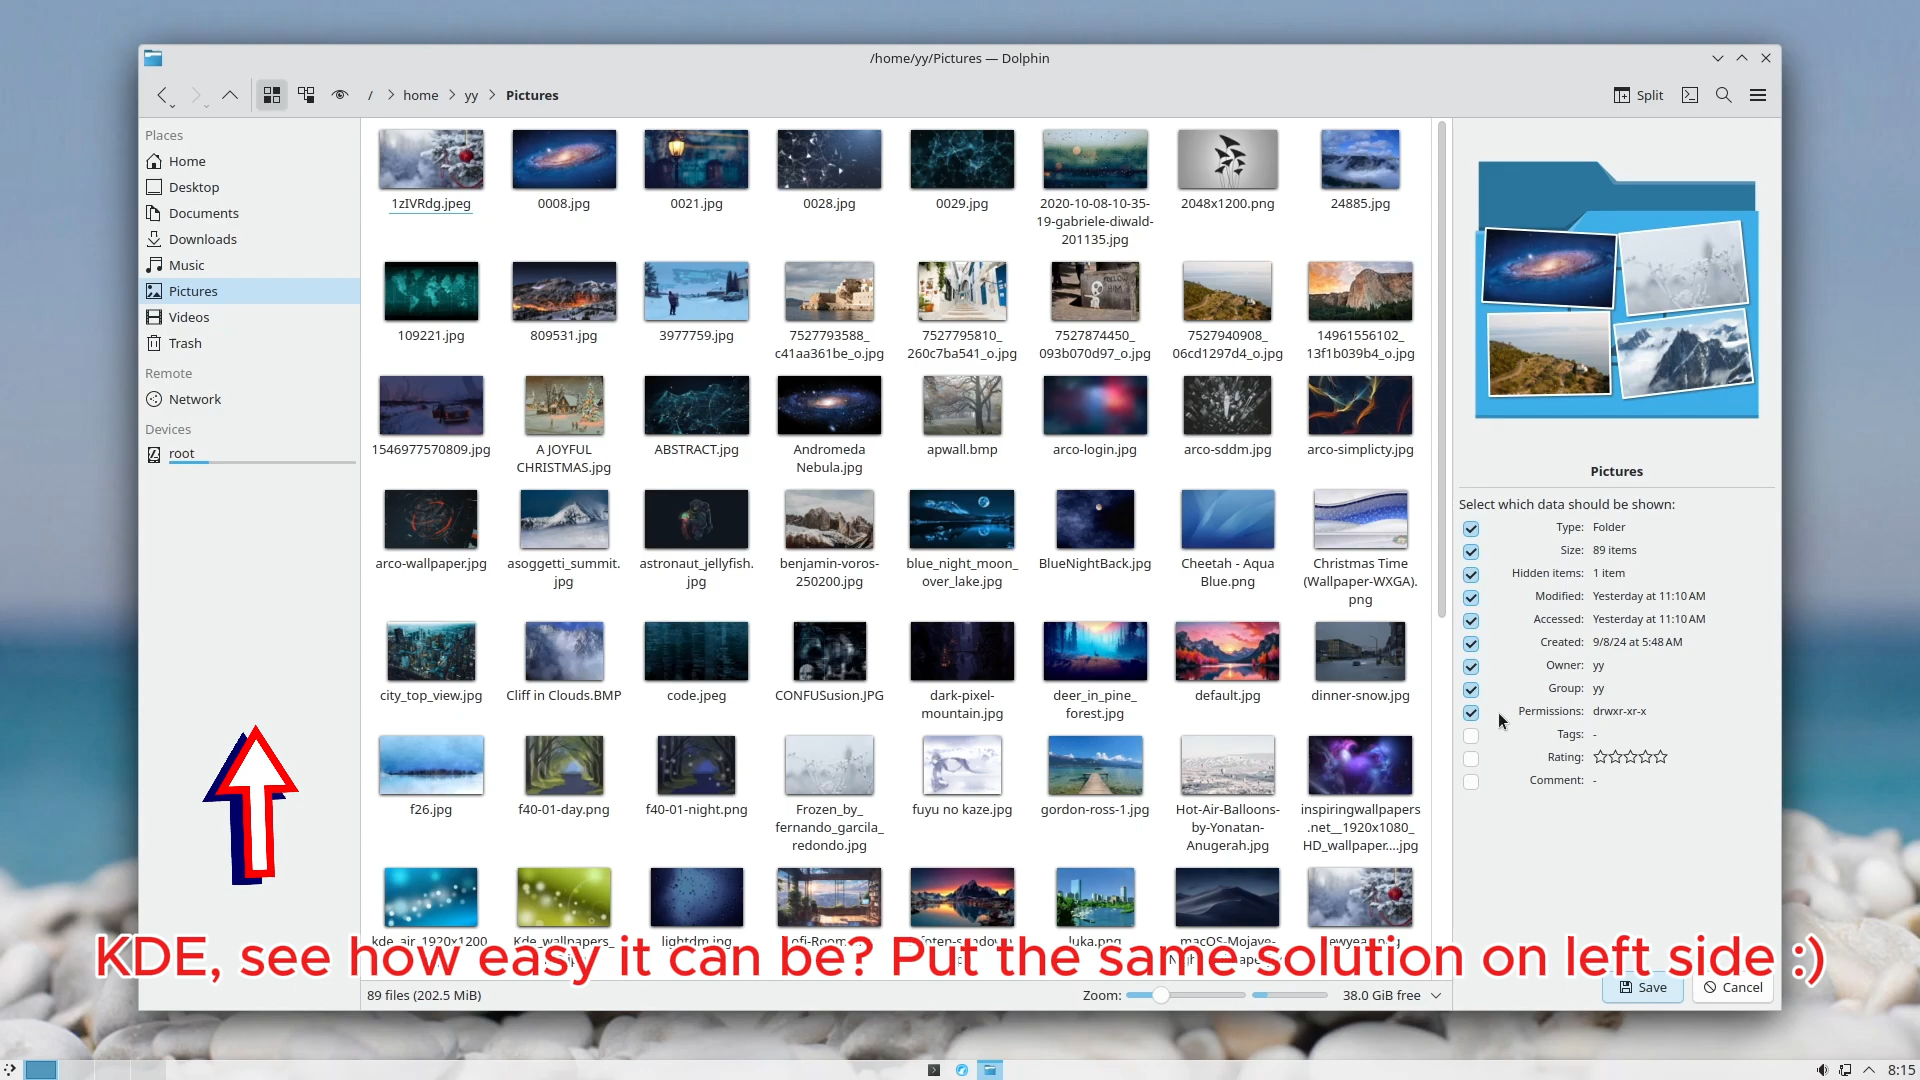 /home/yy/Pictures — Dolphin
/ > home > yy > Pictures
Split
Places
Home
Desktop
Documents
Downloads
Music
Pictures
Videos
Trash
Remote
Network
Devices
root
1zIVRdg.jpeg
0008.jpg
0021.jpg
0028.jpg
0029.jpg
2020-10-08-10-35-
19-gabriele-diwald-
201135.jpg
2048x1200.png
24885.jpg
109221.jpg
809531.jpg
3977759.jpg
7527793588_
c41aa361be_o.jpg
7527795810_
260c7ba541_o.jpg
7527874450_
093b070d97_o.jpg
7527940908_
06cd1297d4_o.jpg
14961556102_
13f1b039b4_o.jpg
FOLLOW
HIM
1546977570809.jpg
A JOYFUL
CHRISTMAS.jpg
ABSTRACT.jpg
Andromeda
Nebula.jpg
apwall.bmp
arco-login.jpg
arco-sddm.jpg
arco-simplicty.jpg
arco-wallpaper.jpg
asoggetti_summit.
jpg
astronaut_jellyfish.
jpg
benjamin-voros-
250200.jpg
blue_night_moon_
over_lake.jpg
BlueNightBack.jpg
Cheetah - Aqua
Blue.png
Christmas Time
(Wallpaper-WXGA).
png
city_top_view.jpg
Cliff in Clouds.BMP
code.jpeg
CONFUSusion.JPG
dark-pixel-
mountain.jpg
deer_in_pine_
forest.jpg
default.jpg
dinner-snow.jpg
f26.jpg
f40-01-day.png
f40-01-night.png
Frozen_by_
fernando_garcila_
redondo.jpg
fuyu no kaze.jpg
gordon-ross-1.jpg
Hot-Air-Balloons-
by-Yonatan-
Anugerah.jpg
inspiringwallpapers
.net__1920x1080_
HD_wallpaper....jpg
kde_air_1920x1200
Kde_wallpapers_
lightdm.jpg
luka.png
macOS-Mojave-
KDE, see how easy it can be? Put the same solution on left side :)
89 files (202.5 MiB)
Zoom:
38.0 GiB free
Pictures
Select which data should be shown:
Type: Folder
Size: 89 items
Hidden items: 1 item
Modified: Yesterday at 11:10 AM
Accessed: Yesterday at 11:10 AM
Created: 9/8/24 at 5:48 AM
Owner: yy
Group: yy
Permissions: drwxr-xr-x
Tags: -
Rating: ☆☆☆☆☆
Comment: -
Save
Cancel
8:15